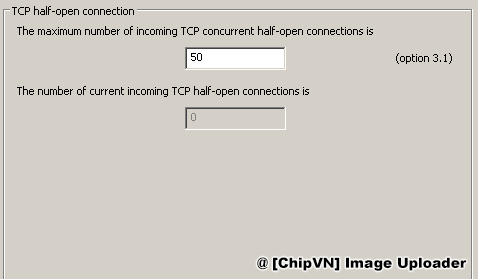 TCP half-open connection
The maximum number of incoming TCP concurrent half-open connections is
50 (option 3.1)
The number of current incoming TCP half-open connections is
0
@ [ChipVN] Image Uploader